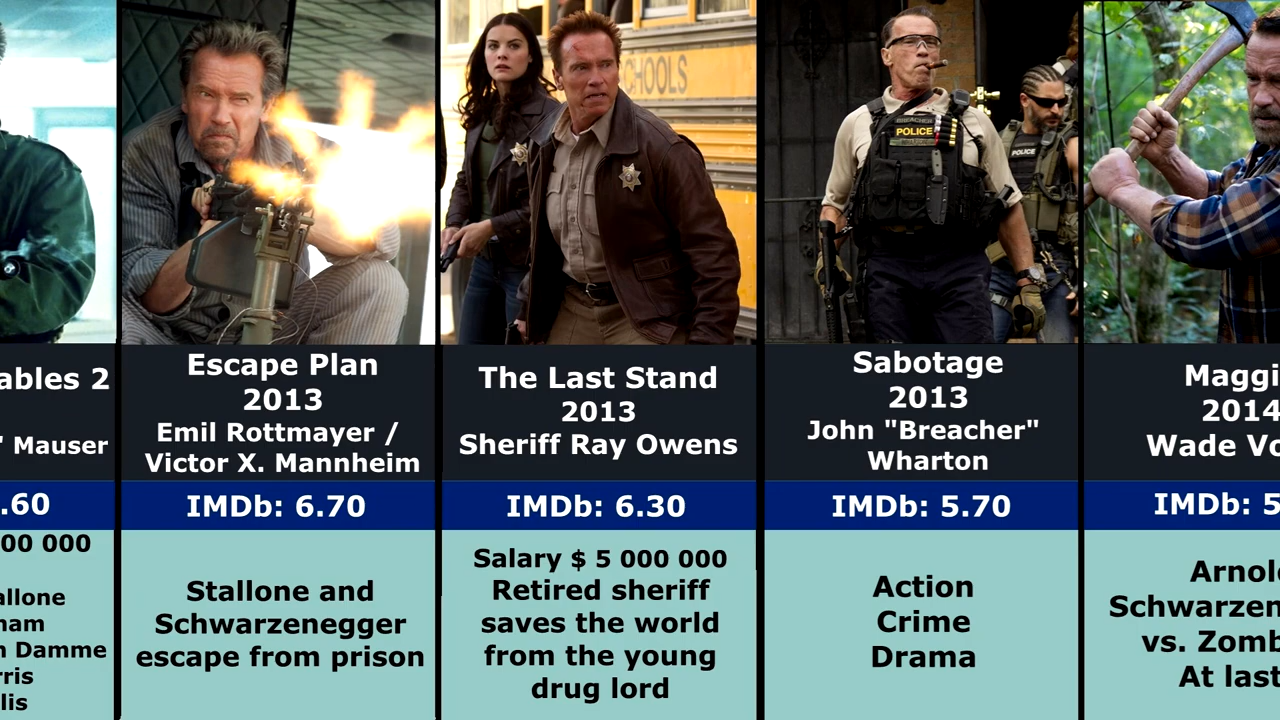 SCHOOLS
BREACHER
POLICE
POLICE
ables 2
" Mauser
.60
00 000
allone
ham
n Damme
rris
lis
Escape Plan
2013
Emil Rottmayer /
Victor X. Mannheim
IMDb: 6.70
Stallone and
Schwarzenegger
escape from prison
The Last Stand
2013
Sheriff Ray Owens
IMDb: 6.30
Salary $ 5 000 000
Retired sheriff
saves the world
from the young
drug lord
Sabotage
2013
John "Breacher"
Wharton
IMDb: 5.70
Action
Crime
Drama
Maggi
2014
Wade Vo
IMDb: 5
Arnol
Schwarzen
vs. Zomb
At last